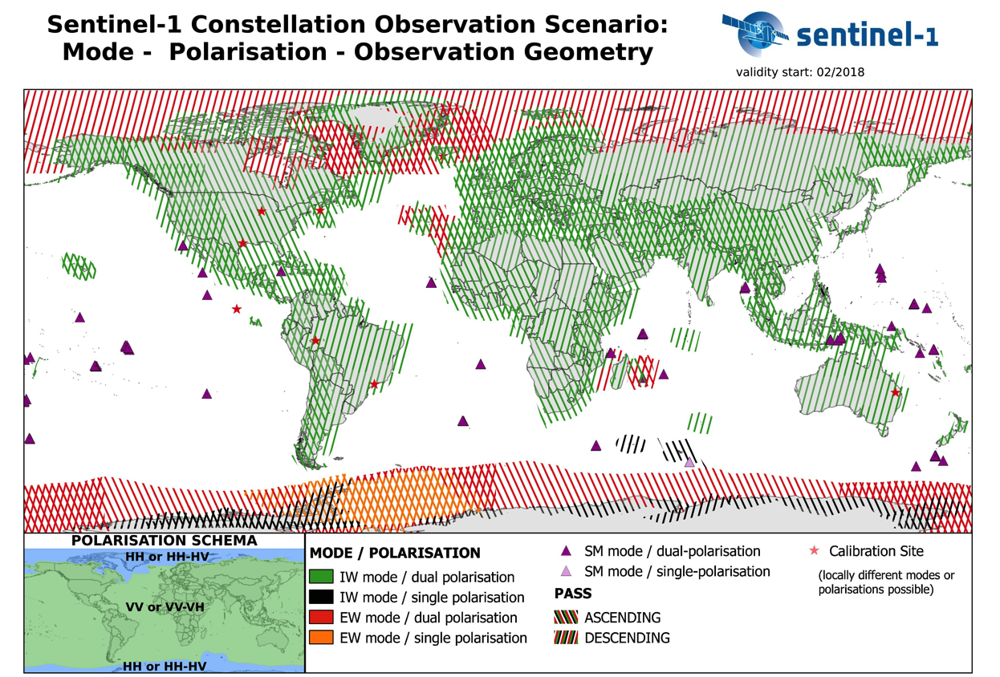 Sentinel-1 Constellation Observation Scenario:
Mode - Polarisation - Observation Geometry
sentinel-1
validity start: 02/2018
POLARISATION SCHEMA
HH or HH-HV
VV or VV-VH
HH or HH-HV
MODE / POLARISATION
IW mode / dual polarisation
IW mode / single polarisation
EW mode / dual polarisation
EW mode / single polarisation
SM mode / dual-polarisation
SM mode / single-polarisation
PASS
ASCENDING
DESCENDING
Calibration Site
(locally different modes or
polarisations possible)